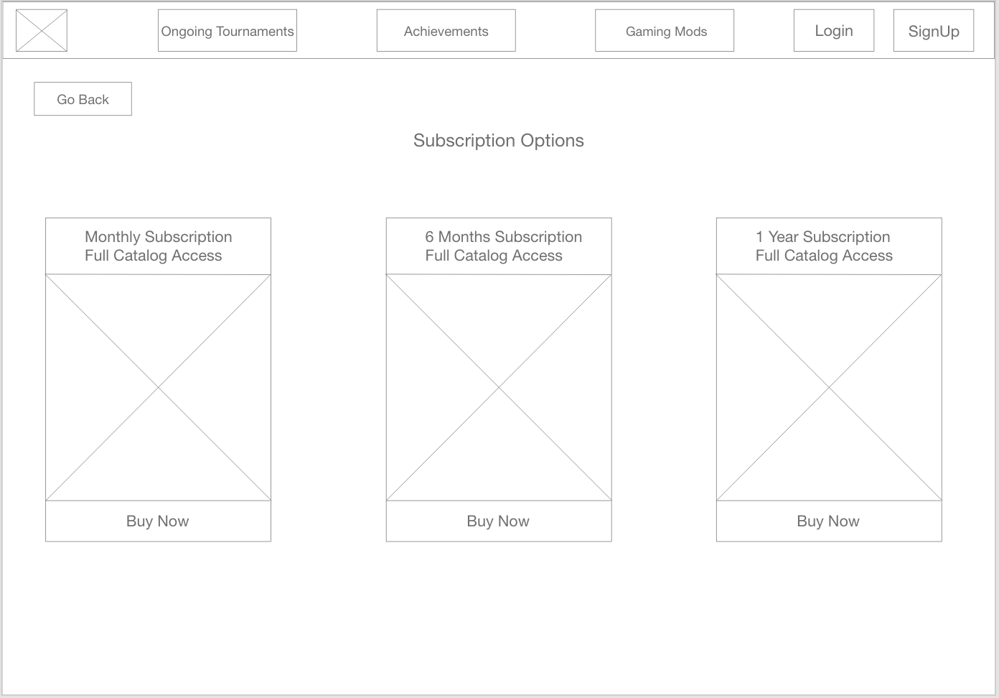 Ongoing Tournaments
Achievements
Gaming Mods
Login
SignUp
Go Back
Subscription Options
Monthly Subscription
Full Catalog Access
6 Months Subscription
Full Catalog Access
1 Year Subscription
Full Catalog Access
Buy Now
Buy Now
Buy Now